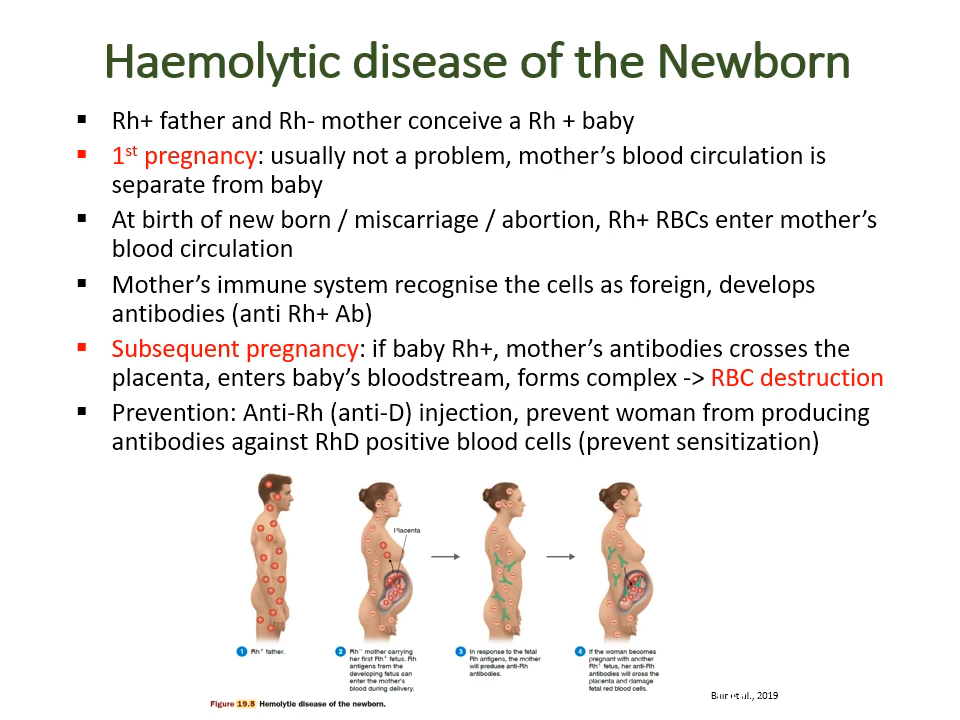 Haemolytic disease of the Newborn
▪ Rh+ father and Rh- mother conceive a Rh + baby
▪ 1st pregnancy: usually not a problem, mother’s blood circulation is
separate from baby
▪ At birth of new born / miscarriage / abortion, Rh+ RBCs enter mother’s
blood circulation
▪ Mother’s immune system recognise the cells as foreign, develops
antibodies (anti Rh+ Ab)
▪ Subsequent pregnancy: if baby Rh+, mother’s antibodies crosses the
placenta, enters baby’s bloodstream, forms complex -> RBC destruction
▪ Prevention: Anti-Rh (anti-D) injection, prevent woman from producing
antibodies against RhD positive blood cells (prevent sensitization)
Placenta
1 Rh+ father.
2 Rh− mother carrying
her first Rh+ fetus. Rh
antigens from the
developing fetus can
enter the mother's
blood during delivery.
3 In response to the fetal
Rh antigens, the mother
will produce anti-Rh
antibodies.
4 If the woman becomes
pregnant with another
Rh+ fetus, her anti-Rh
antibodies will cross the
placenta and damage
fetal red blood cells.
Figure 19.5 Hemolytic disease of the newborn.
et al., 2019